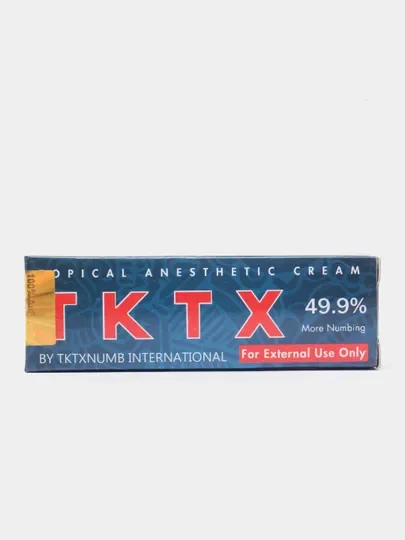 OPICAL ANESTHETIC CREAM
TKTX
49.9%
More Numbing
BY TKTXNUMB INTERNATIONAL
For External Use Only